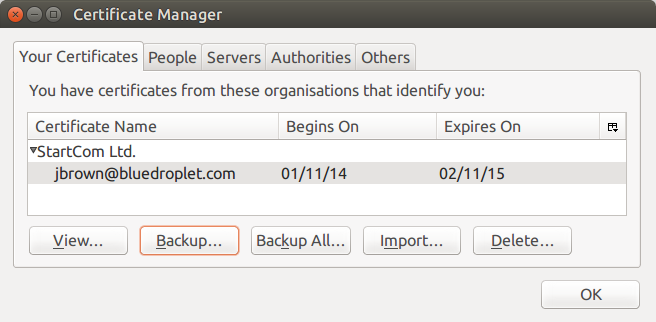 Certificate Manager
Your Certificates People Servers Authorities Others
You have certificates from these organisations that identify you:
Certificate Name Begins On Expires On
StartCom Ltd.
jbrown@bluedroplet.com 01/11/14 02/11/15
View... Backup... Backup All... Import... Delete...
OK